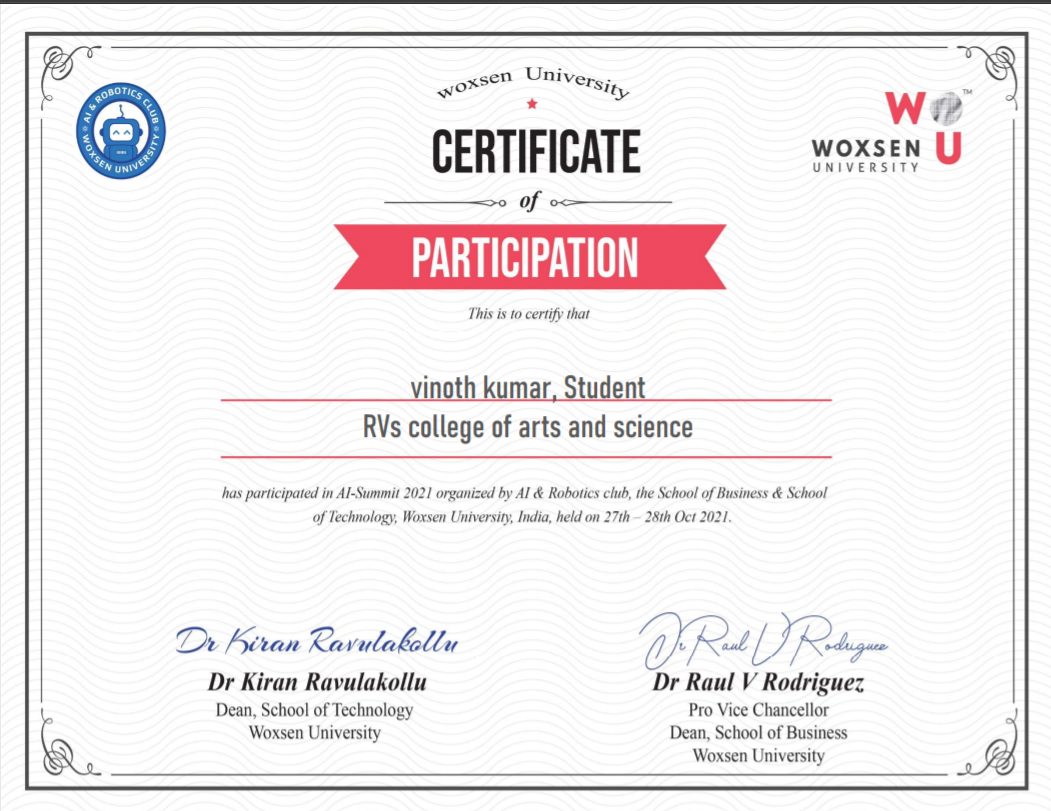 woxsen University
AI & ROBOTICS CLUB
WOXSEN UNIVERSITY
W U
TM
WOXSEN
UNIVERSITY
CERTIFICATE
of
PARTICIPATION
This is to certify that
vinoth kumar, Student
RVs college of arts and science
has participated in AI-Summit 2021 organized by AI & Robotics club, the School of Business & School
of Technology, Woxsen University, India, held on 27th – 28th Oct 2021.
Dr Kiran Ravulakollu
Dr Raul V Rodriguez
Dr Kiran Ravulakollu
Dean, School of Technology
Woxsen University
Dr Raul V Rodriguez
Pro Vice Chancellor
Dean, School of Business
Woxsen University